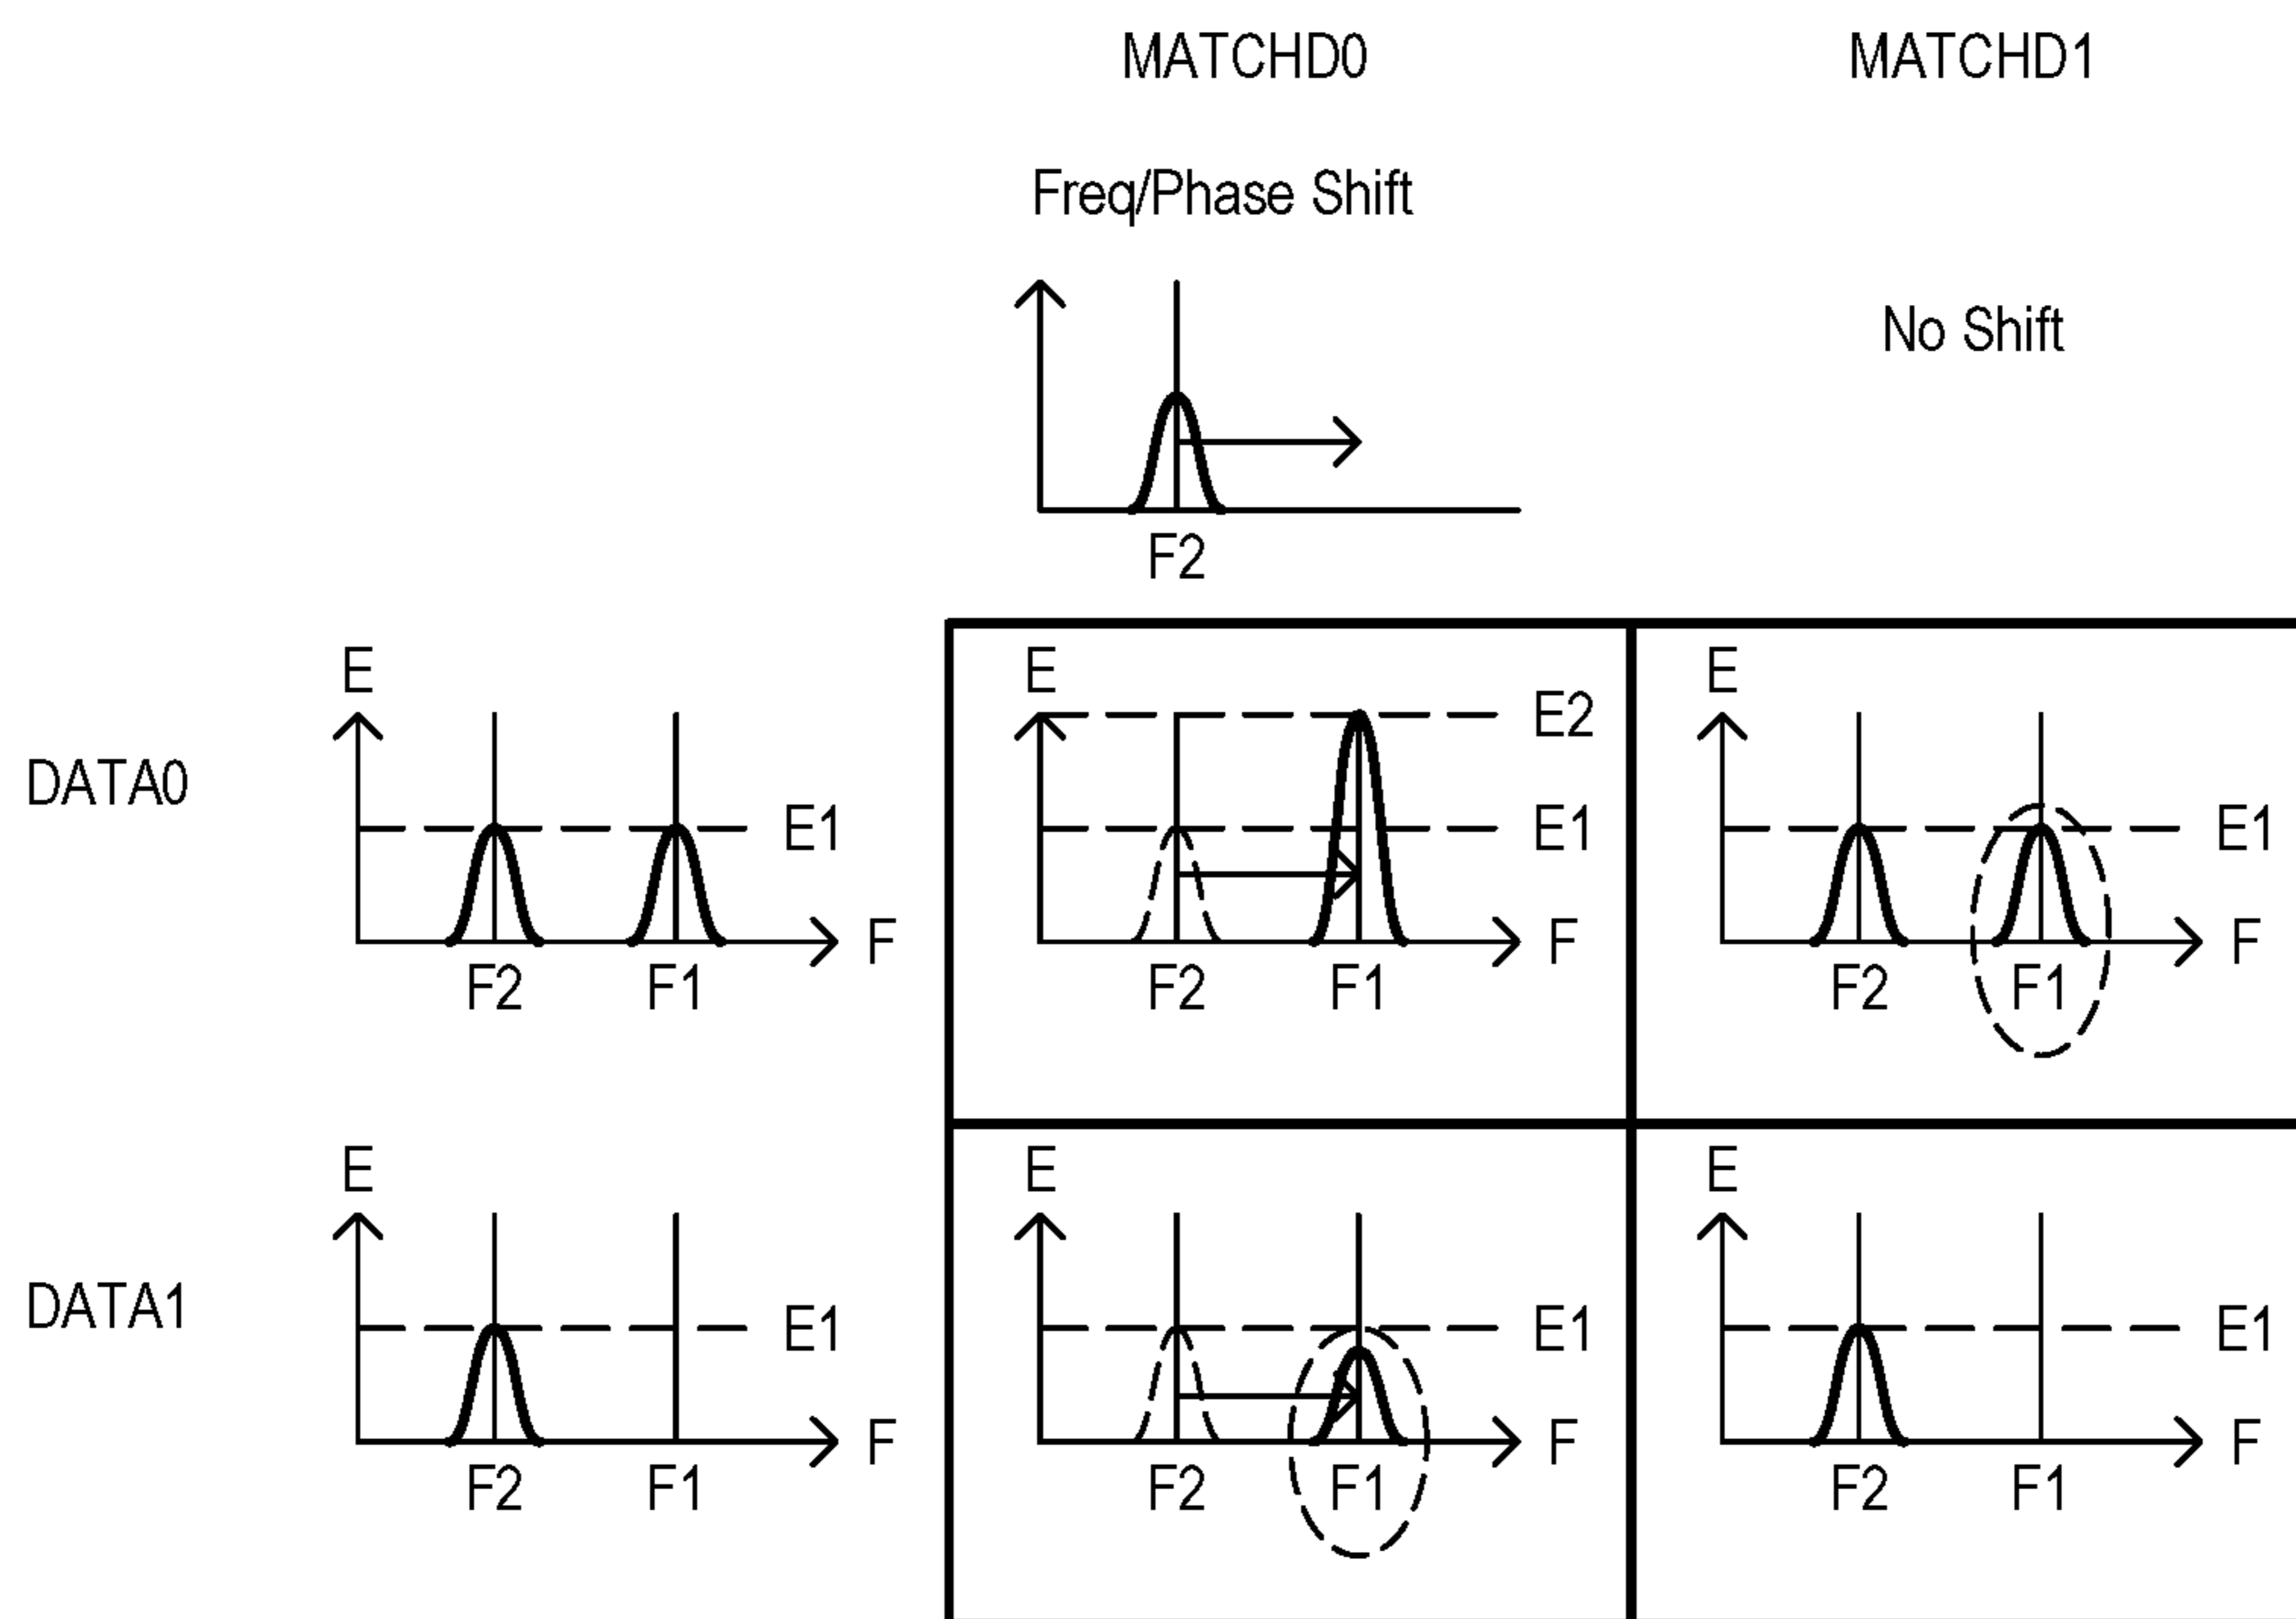 MATCHD0 MATCHD1
Freq/Phase Shift
No Shift
F2
E E E
E2
DATA0 E1 E1 E1
F F F
F2 F1 F2 F1 F2 F1
E E E
DATA1 E1 E1 E1
F F F
F2 F1 F2 F1 F2 F1